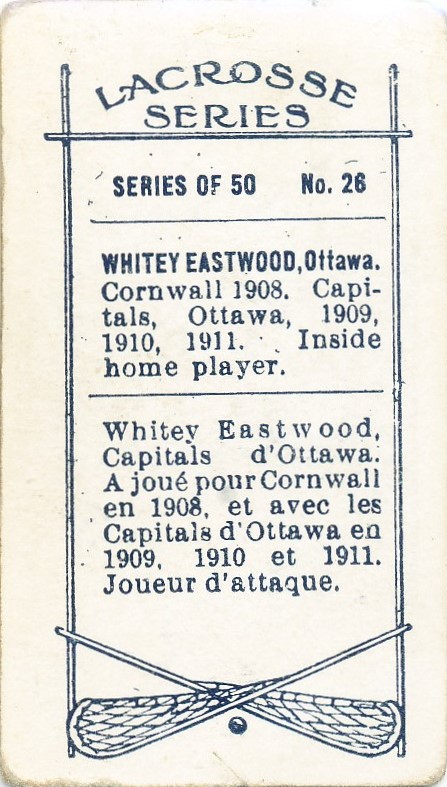 LACROSSE
SERIES
SERIES OF 50 No. 26
WHITEY EASTWOOD, Ottawa.
Cornwall 1908. Capi-
tals, Ottawa, 1909,
1910, 1911. Inside
home player.
Whitey Eastwood,
Capitals d'Ottawa.
A joué pour Cornwall
en 1908, et avec les
Capitals d'Ottawa en
1909, 1910 et 1911.
Joueur d'attaque.